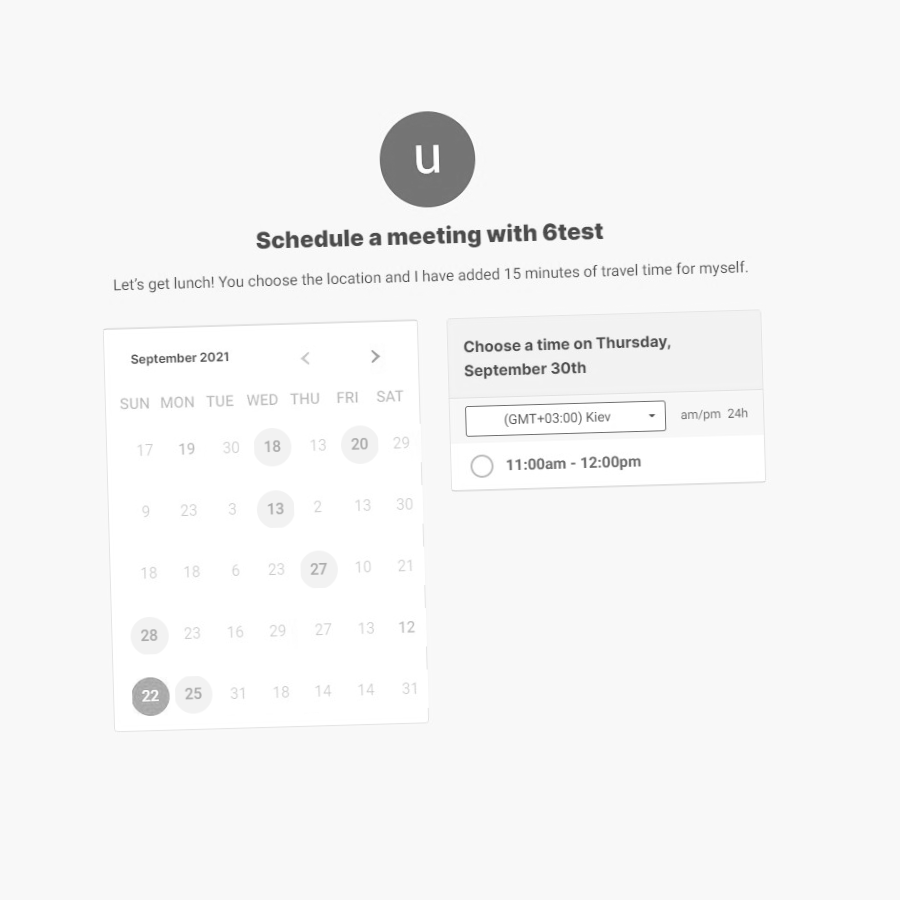 u
Schedule a meeting with 6test
Let's get lunch! You choose the location and I have added 15 minutes of travel time for myself.
September 2021
SUN MON TUE WED THU FRI SAT
17 19 30 18 13 20 29
9 23 3 13 2 13 30
18 18 6 23 27 10 21
28 23 16 29 27 13 12
22 25 31 18 14 14 31
Choose a time on Thursday,
September 30th
(GMT+03:00) Kiev am/pm 24h
11:00am - 12:00pm